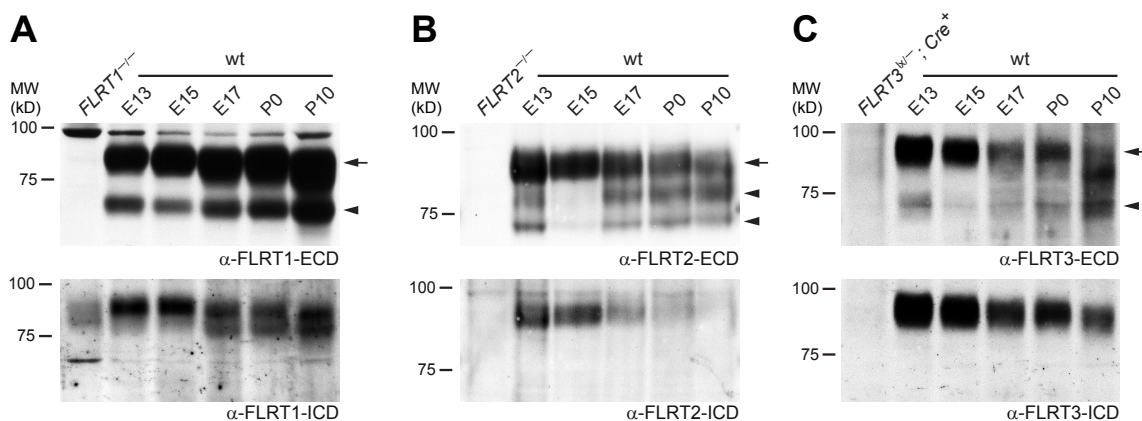 A
MW
(kD)
FLRT1⁻/⁻
wt
E13
E15
E17
P0
P10
100
75
α-FLRT1-ECD
100
75
α-FLRT1-ICD
B
MW
(kD)
FLRT2⁻/⁻
wt
E13
E15
E17
P0
P10
100
75
α-FLRT2-ECD
100
75
α-FLRT2-ICD
C
MW
(kD)
FLRT3ˡˣ/⁻; Cre⁺
wt
E13
E15
E17
P0
P10
100
75
α-FLRT3-ECD
100
75
α-FLRT3-ICD